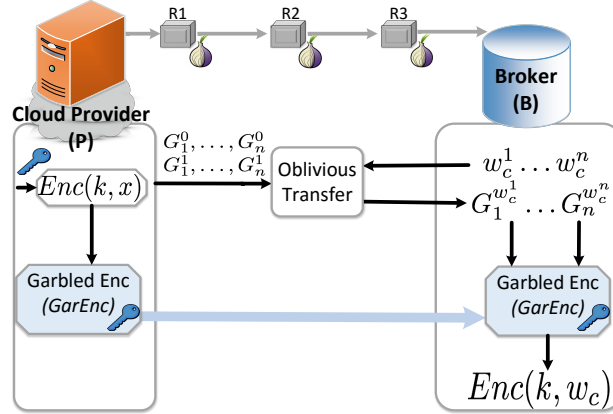 R1 R2 R3
Cloud Provider
(P)
Broker
(B)
G_1^0, . . . , G_n^0
G_1^1, . . . , G_n^1
Enc(k, x)
Oblivious
Transfer
w_c^1 . . . w_c^n
G_1^{w_c^1} . . . G_n^{w_c^n}
Garbled Enc
(GarEnc)
Garbled Enc
(GarEnc)
Enc(k, w_c)